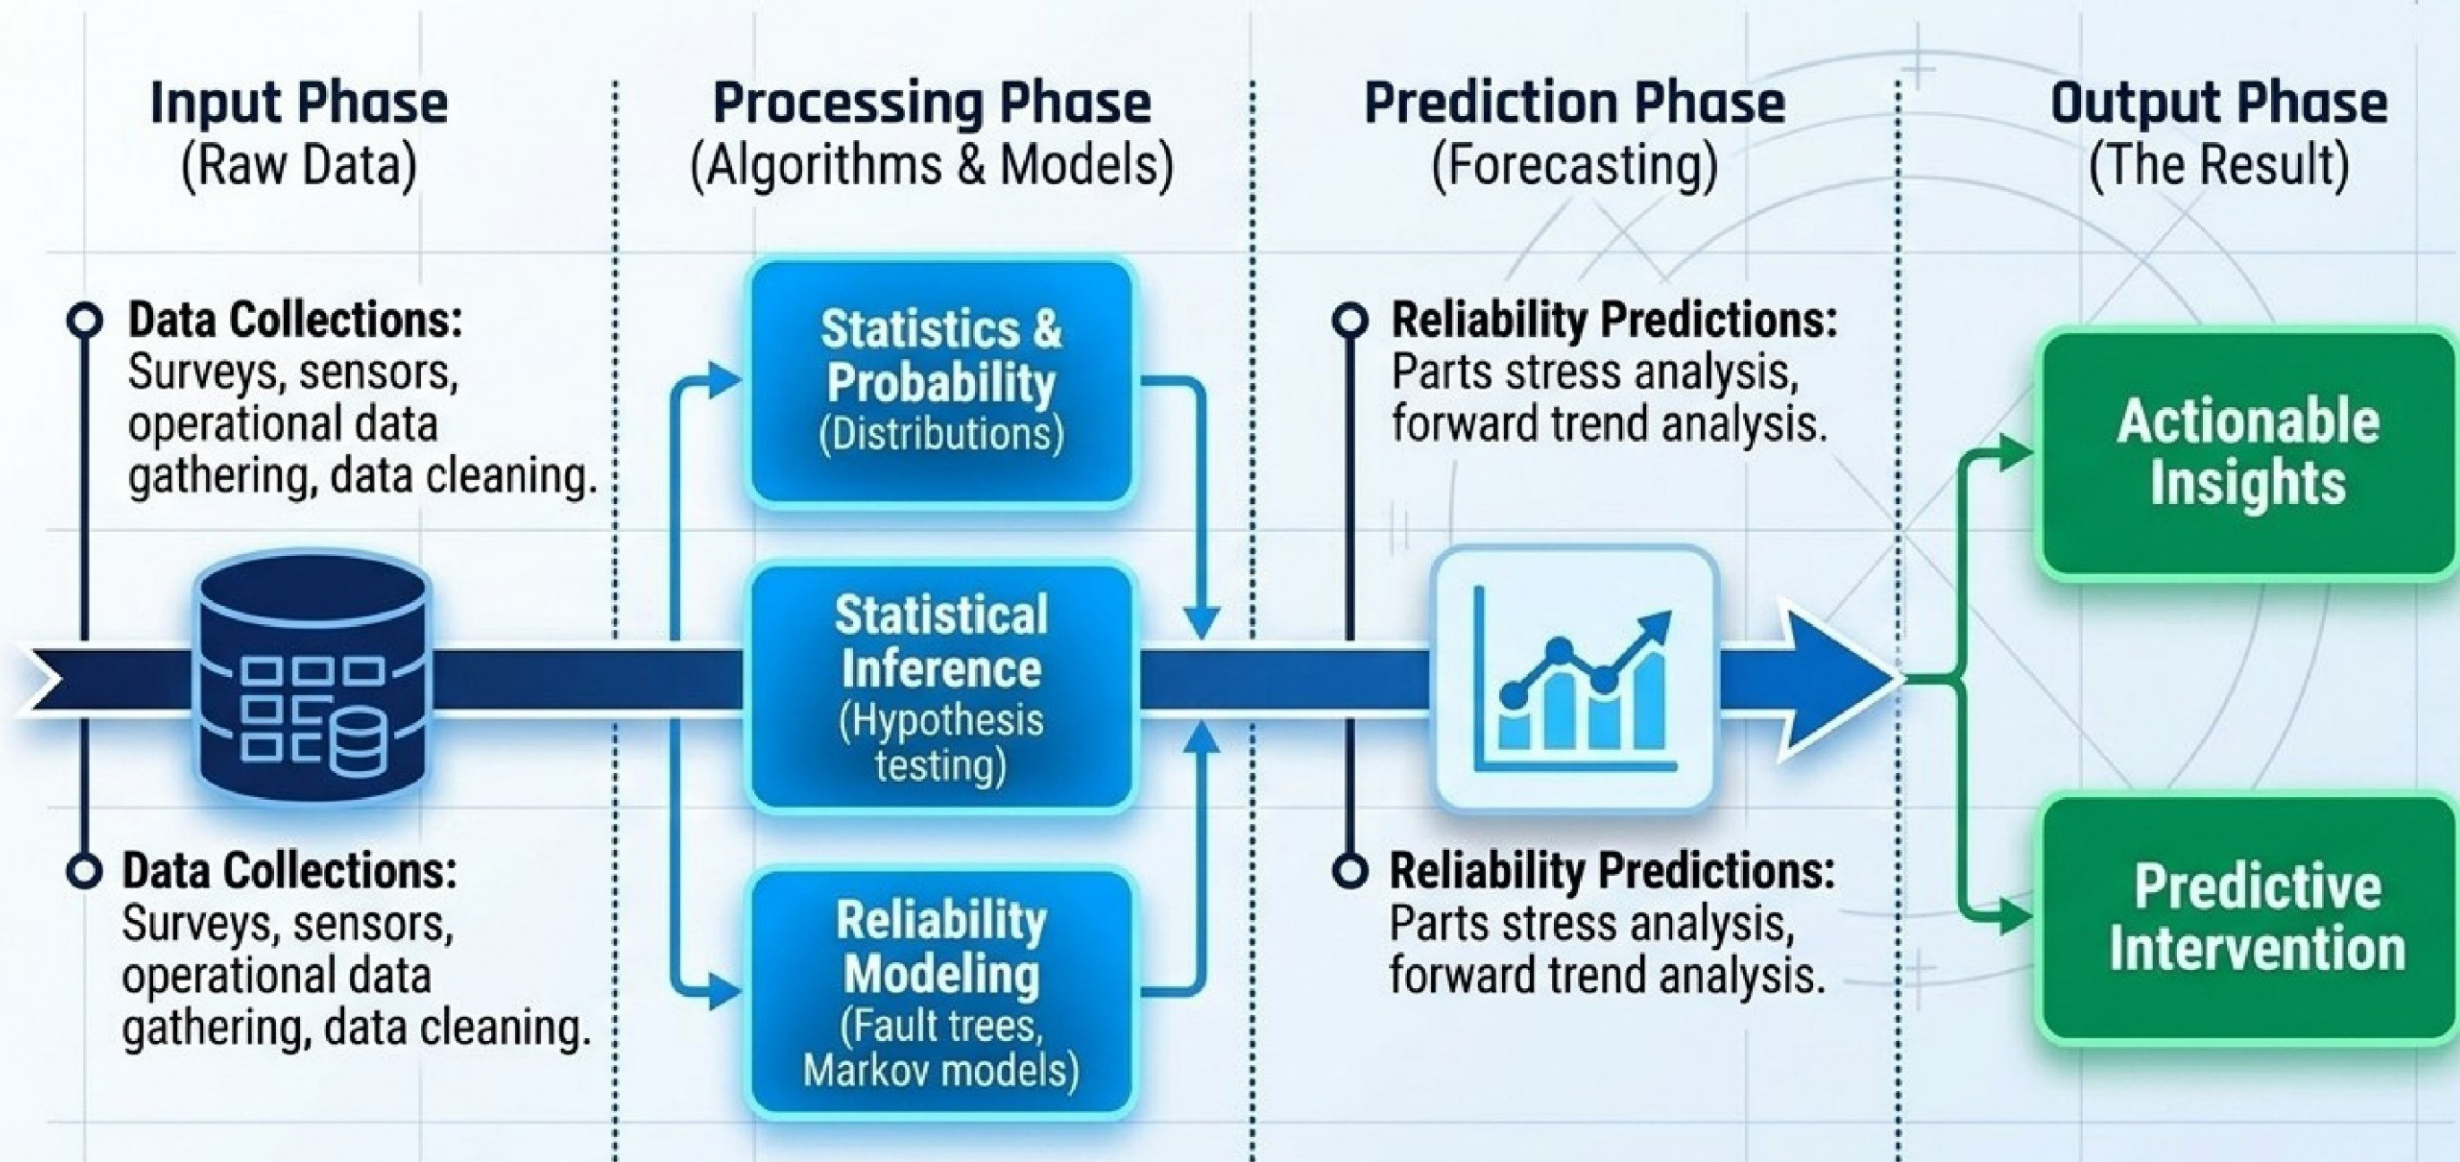 Input Phase
(Raw Data)
Data Collections:
Surveys, sensors,
operational data
gathering, data cleaning.
Data Collections:
Surveys, sensors,
operational data
gathering, data cleaning.
Processing Phase
(Algorithms & Models)
Statistics &
Probability
(Distributions)
Statistical
Inference
(Hypothesis
testing)
Reliability
Modeling
(Fault trees,
Markov models)
Prediction Phase
(Forecasting)
Reliability Predictions:
Parts stress analysis,
forward trend analysis.
Reliability Predictions:
Parts stress analysis,
forward trend analysis.
Output Phase
(The Result)
Actionable
Insights
Predictive
Intervention